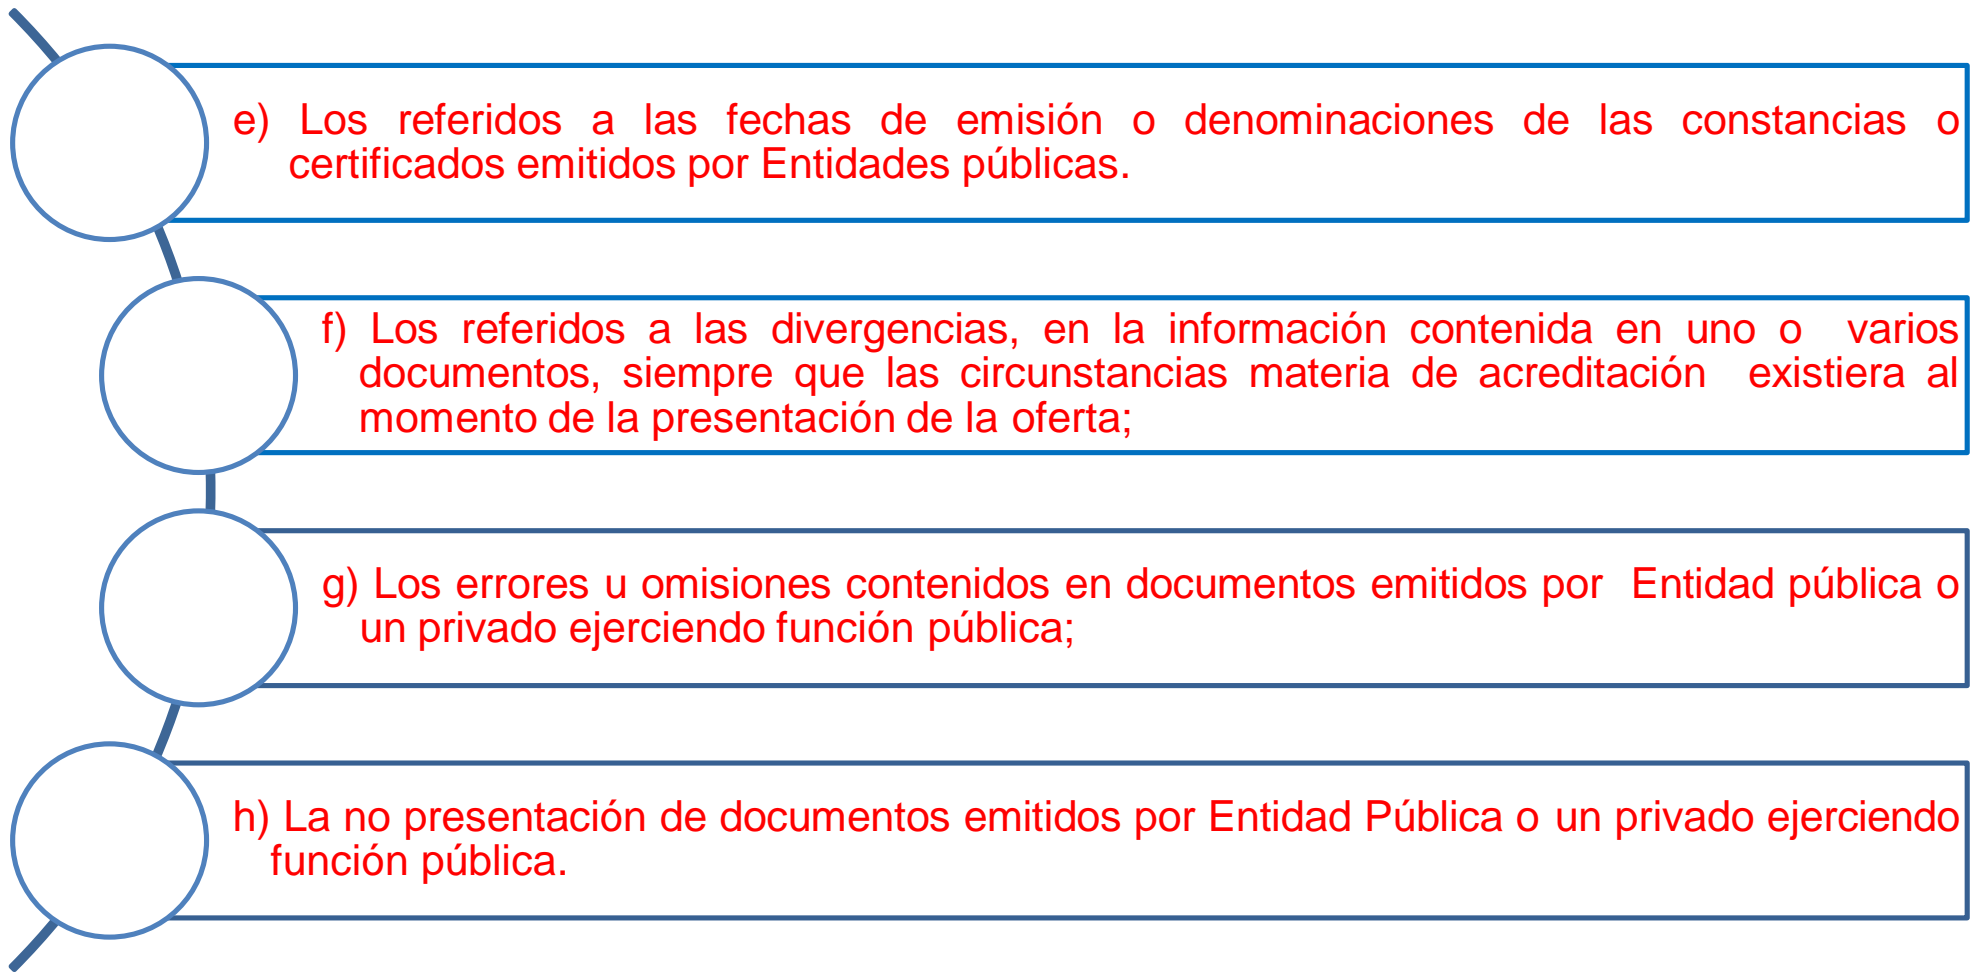 e) Los referidos a las fechas de emisión o denominaciones de las constancias o
certificados emitidos por Entidades públicas.
f) Los referidos a las divergencias, en la información contenida en uno o varios
documentos, siempre que las circunstancias materia de acreditación existiera al
momento de la presentación de la oferta;
g) Los errores u omisiones contenidos en documentos emitidos por Entidad pública o
un privado ejerciendo función pública;
h) La no presentación de documentos emitidos por Entidad Pública o un privado ejerciendo
función pública.